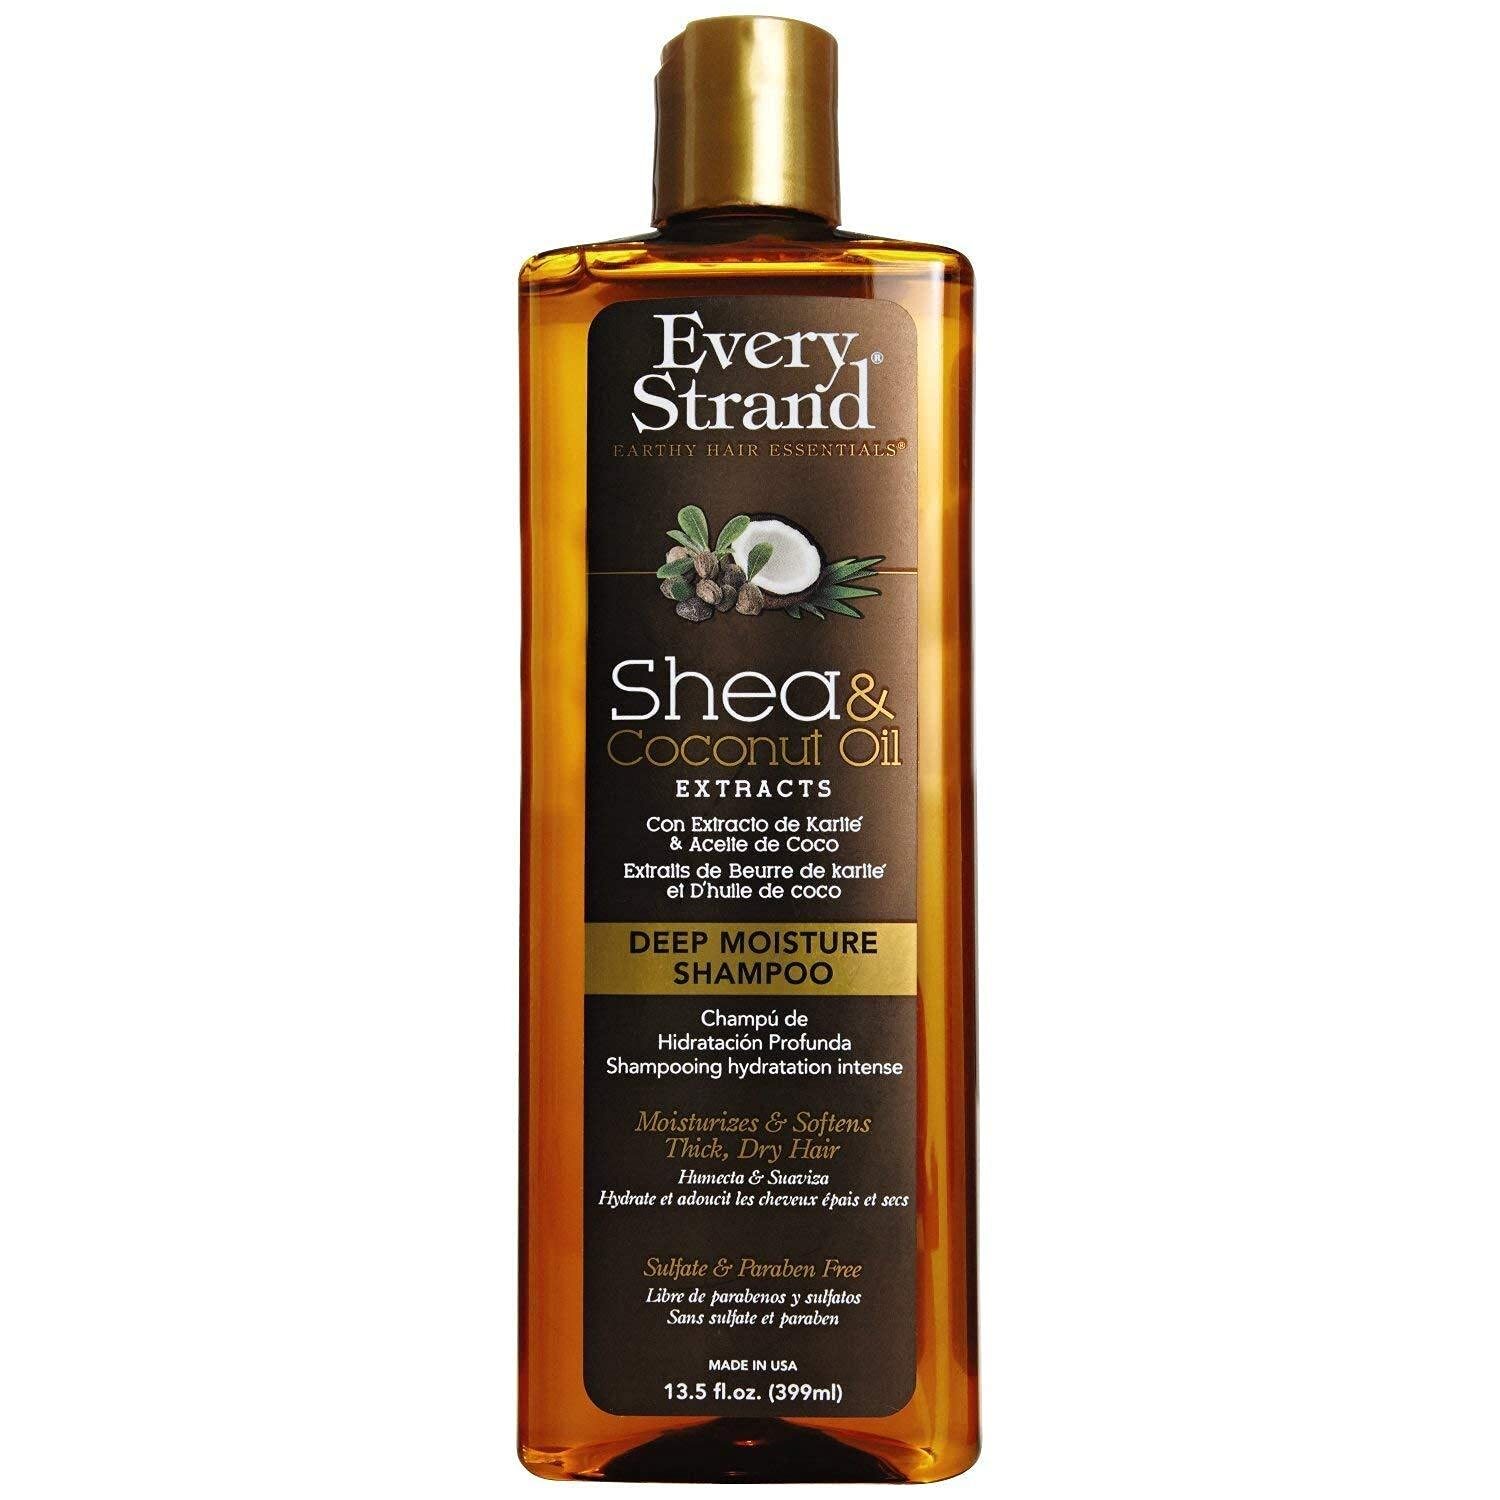 Every
Strand®
EARTHY HAIR ESSENTIALS®
Shea &
Coconut Oil
EXTRACTS
Con Extracto de Karité
& Aceite de Coco
Extraits de Beurre de karité
et D'huile de coco
DEEP MOISTURE
SHAMPOO
Champú de
Hidratación Profunda
Shampooing hydratation intense
Moisturizes & Softens
Thick, Dry Hair
Humecta & Suaviza
Hydrate et adoucit les cheveux épais et secs
Sulfate & Paraben Free
Libre de parabenos y sulfatos
Sans sulfate et paraben
MADE IN USA
13.5 fl.oz. (399ml)